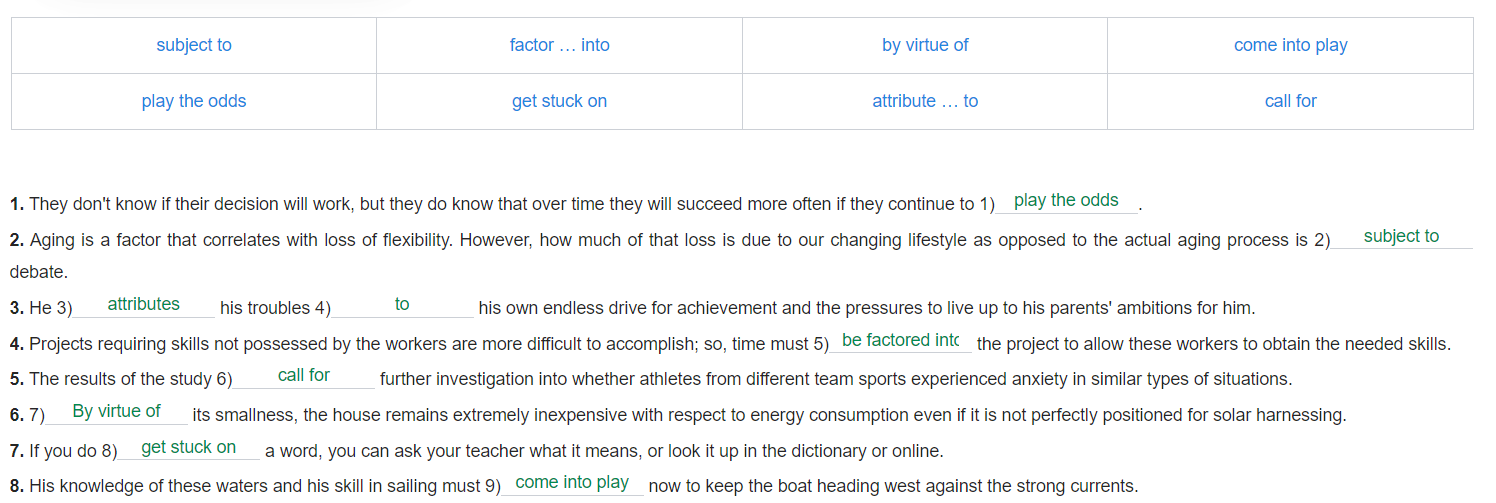 subject to factor … into by virtue of come into play
play the odds get stuck on attribute … to call for
1. They don't know if their decision will work, but they do know that over time they will succeed more often if they continue to 1) play the odds .
2. Aging is a factor that correlates with loss of flexibility. However, how much of that loss is due to our changing lifestyle as opposed to the actual aging process is 2) subject to
debate.
3. He 3) attributes his troubles 4) to his own endless drive for achievement and the pressures to live up to his parents' ambitions for him.
4. Projects requiring skills not possessed by the workers are more difficult to accomplish; so, time must 5) be factored into the project to allow these workers to obtain the needed skills.
5. The results of the study 6) call for further investigation into whether athletes from different team sports experienced anxiety in similar types of situations.
6. 7) By virtue of its smallness, the house remains extremely inexpensive with respect to energy consumption even if it is not perfectly positioned for solar harnessing.
7. If you do 8) get stuck on a word, you can ask your teacher what it means, or look it up in the dictionary or online.
8. His knowledge of these waters and his skill in sailing must 9) come into play now to keep the boat heading west against the strong currents.